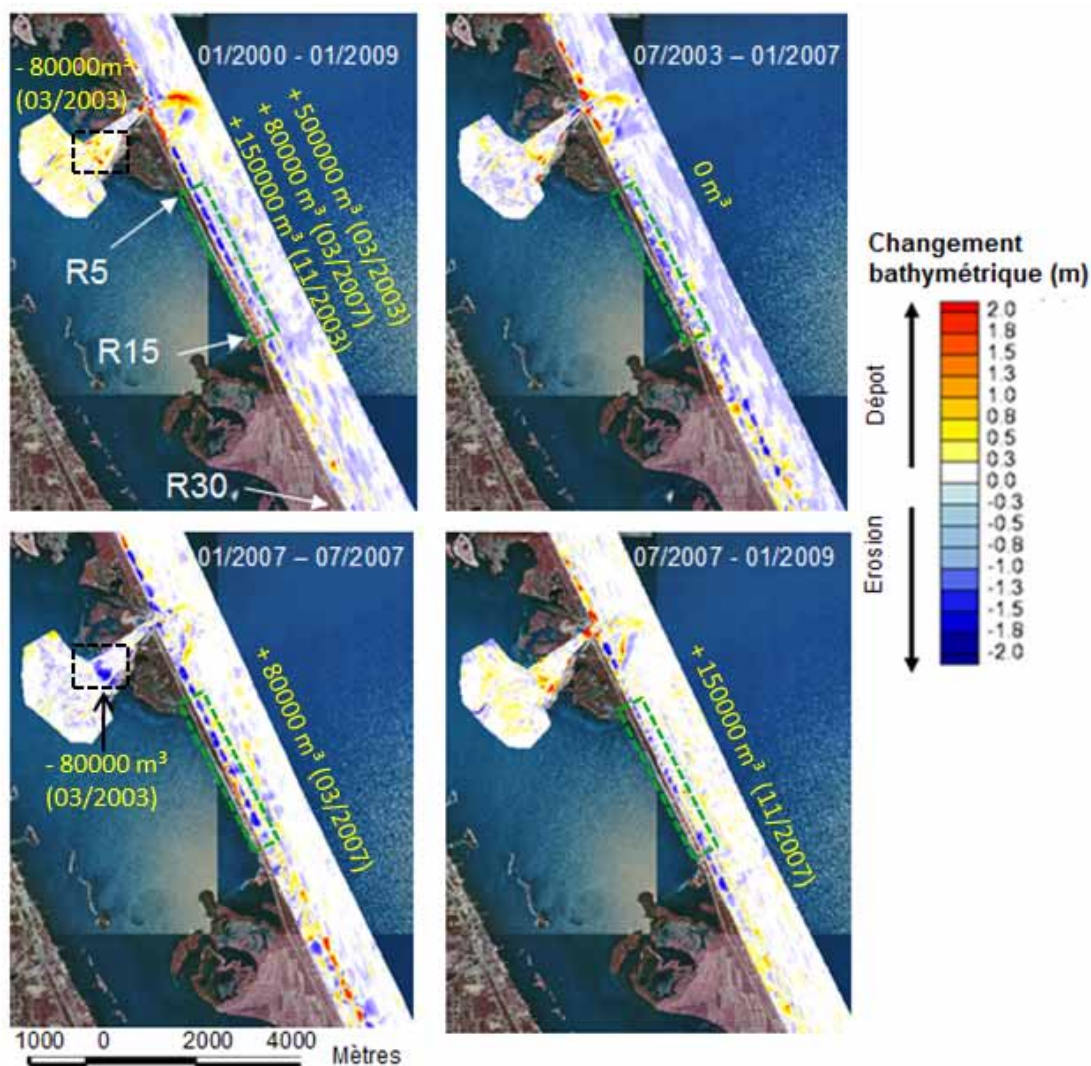 01/2000 - 01/2009
- 80000m³
(03/2003)
+ 500000 m³ (03/2003)
+ 80000 m³ (03/2007)
+ 150000 m³ (11/2003)
R5
R15
R30
07/2003 – 01/2007
0 m³
01/2007 – 07/2007
- 80000 m³
(03/2003)
+ 80000 m³ (03/2007)
07/2007 - 01/2009
+ 150000 m³ (11/2007)
Changement
bathymétrique (m)
Dépot
Erosion
2.0
1.8
1.5
1.3
1.0
0.8
0.5
0.3
0.0
-0.3
-0.5
-0.8
-1.0
-1.3
-1.5
-1.8
-2.0
1000 0 2000 4000
Mètres